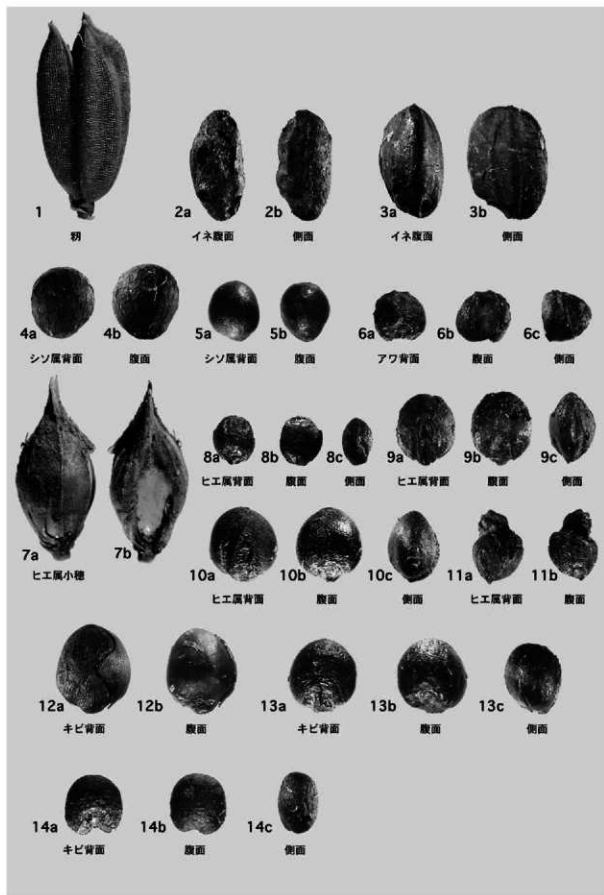 1
籾
2a
イネ腹面
2b
側面
3a
イネ腹面
3b
側面
4a
シソ属背面
4b
腹面
5a
シソ属背面
5b
腹面
6a
アワ背面
6b
腹面
6c
側面
7a
ヒエ属小穂
7b
8a
ヒエ属背面
8b
腹面
8c
側面
9a
ヒエ属背面
9b
腹面
9c
側面
10a
ヒエ属背面
10b
腹面
10c
側面
11a
ヒエ属背面
11b
腹面
12a
キビ背面
12b
腹面
13a
キビ背面
13b
腹面
13c
側面
14a
キビ背面
14b
腹面
14c
側面